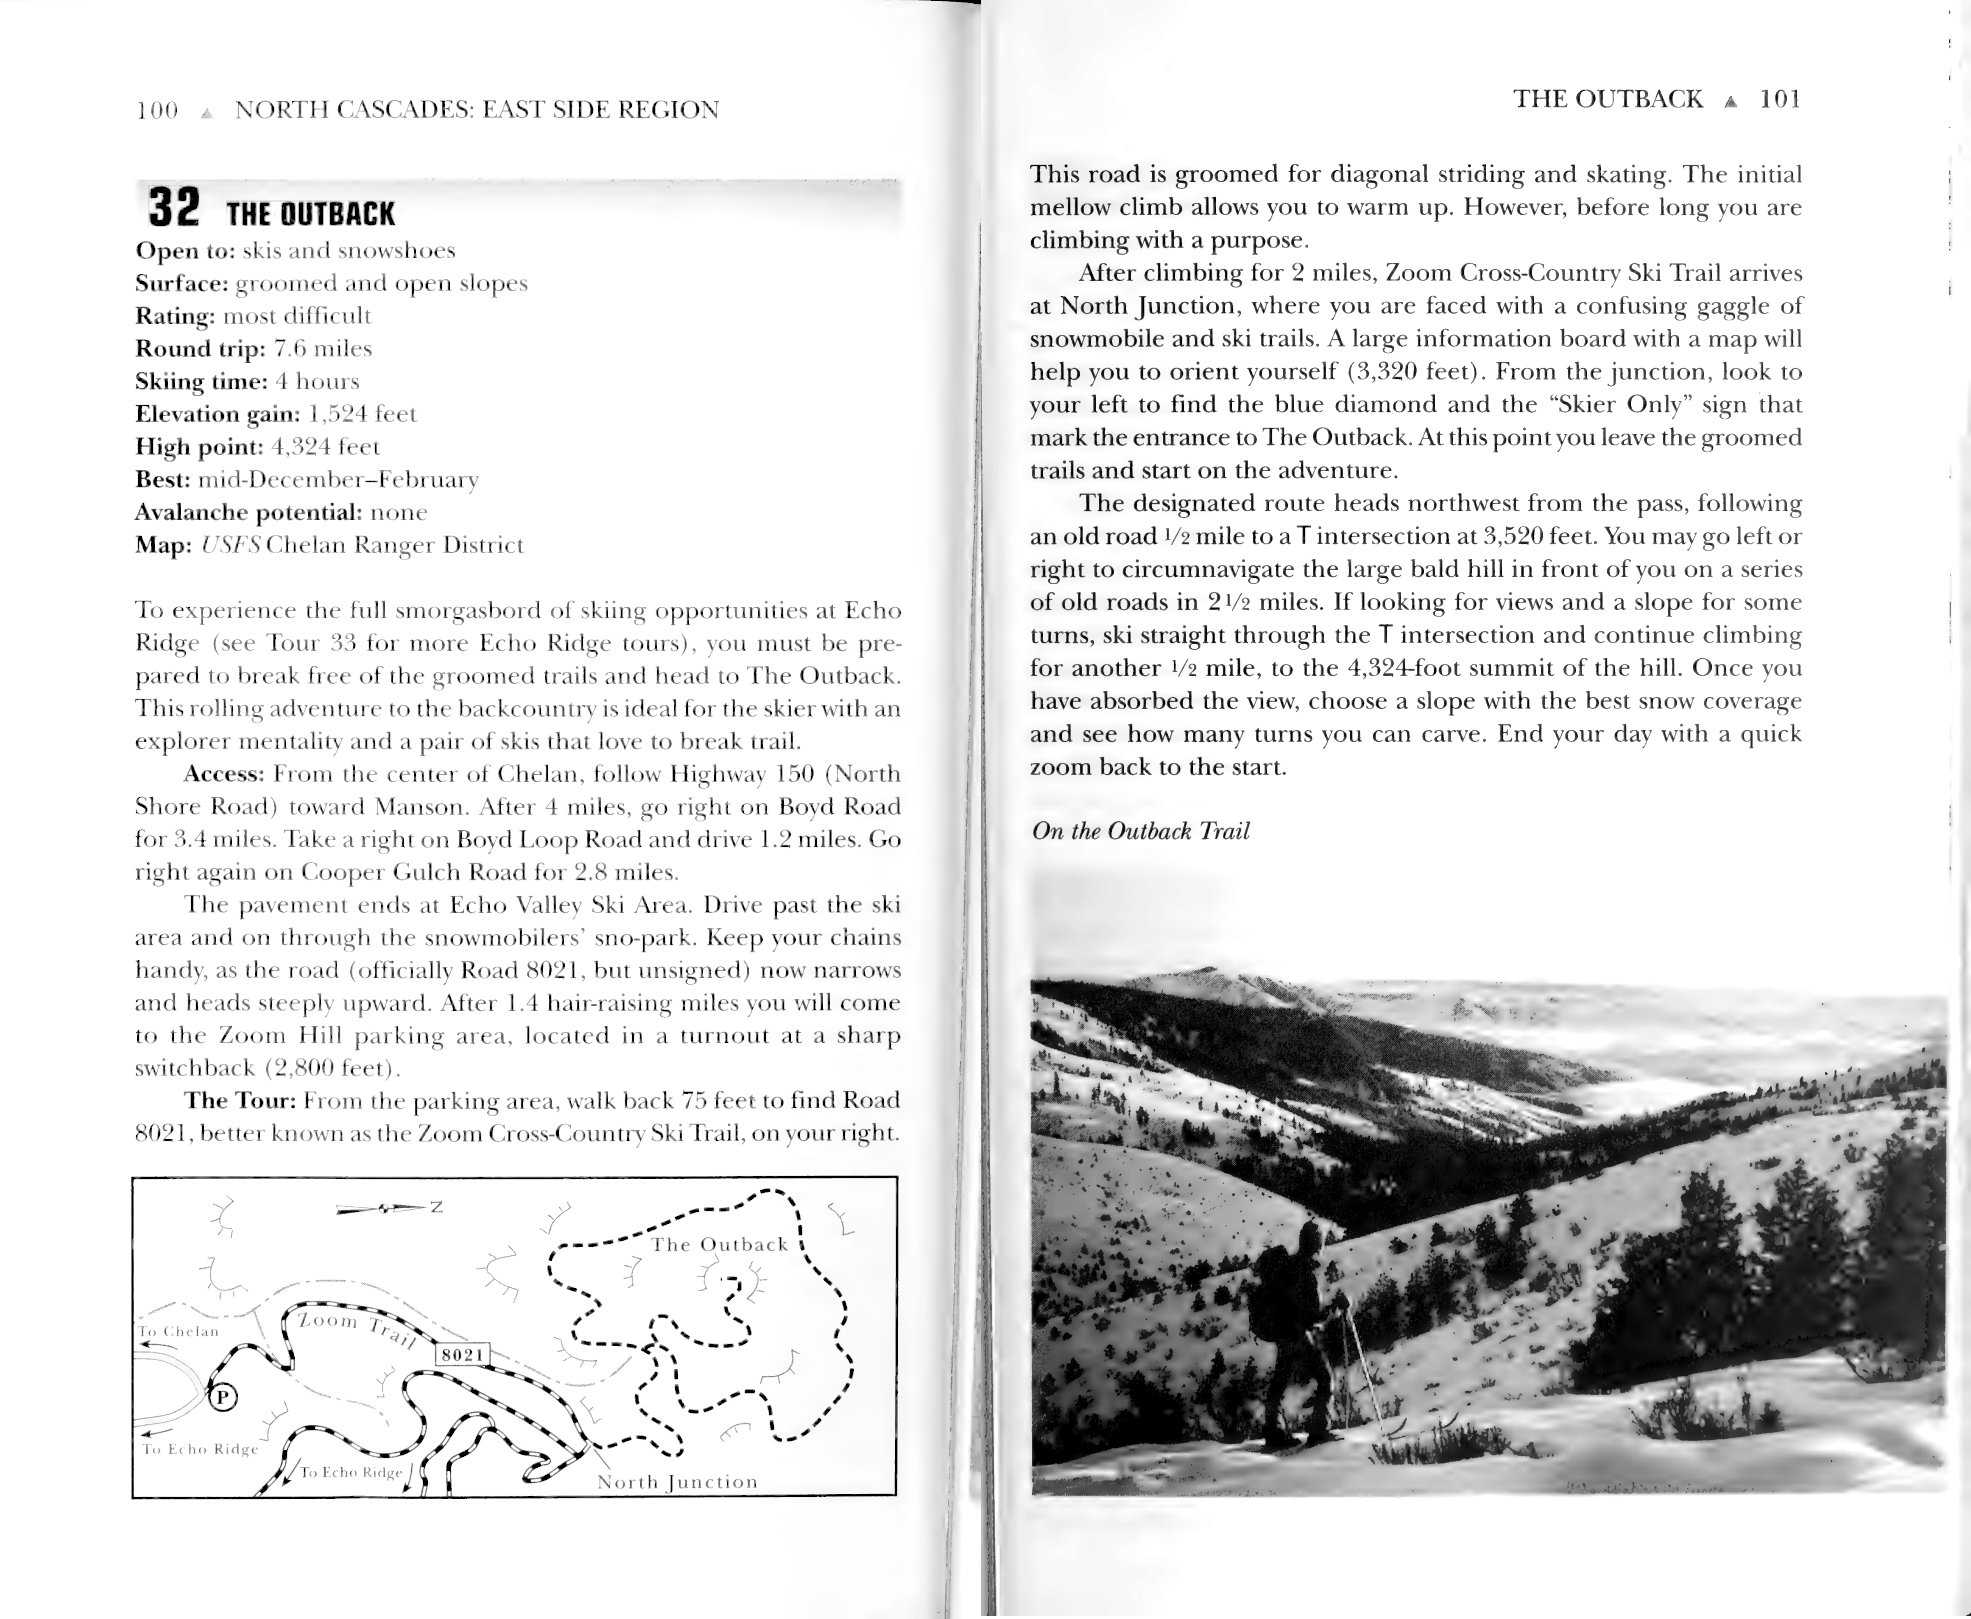 100 ▲ NORTH CASCADES: EAST SIDE REGION
32 THE OUTBACK
Open to: skis and snowshoes
Surface: groomed and open slopes
Rating: most difficult
Round trip: 7.6 miles
Skiing time: 4 hours
Elevation gain: 1,524 feet
High point: 4,324 feet
Best: mid-December–February
Avalanche potential: none
Map: USFS Chelan Ranger District
To experience the full smorgasbord of skiing opportunities at Echo
Ridge (see Tour 33 for more Echo Ridge tours), you must be pre-
pared to break free of the groomed trails and head to The Outback.
This rolling adventure to the backcountry is ideal for the skier with an
explorer mentality and a pair of skis that love to break trail.
Access: From the center of Chelan, follow Highway 150 (North
Shore Road) toward Manson. After 4 miles, go right on Boyd Road
for 3.4 miles. Take a right on Boyd Loop Road and drive 1.2 miles. Go
right again on Cooper Gulch Road for 2.8 miles.
The pavement ends at Echo Valley Ski Area. Drive past the ski
area and on through the snowmobilers' sno-park. Keep your chains
handy, as the road (officially Road 8021, but unsigned) now narrows
and heads steeply upward. After 1.4 hair-raising miles you will come
to the Zoom Hill parking area, located in a turnout at a sharp
switchback (2,800 feet).
The Tour: From the parking area, walk back 75 feet to find Road
8021, better known as the Zoom Cross-Country Ski Trail, on your right.
Z
The Outback
Zoom Trail
To Chelan
8021
P
To Echo Ridge
To Echo Ridge
North Junction
THE OUTBACK ▲ 101
This road is groomed for diagonal striding and skating. The initial
mellow climb allows you to warm up. However, before long you are
climbing with a purpose.
After climbing for 2 miles, Zoom Cross-Country Ski Trail arrives
at North Junction, where you are faced with a confusing gaggle of
snowmobile and ski trails. A large information board with a map will
help you to orient yourself (3,320 feet). From the junction, look to
your left to find the blue diamond and the “Skier Only” sign that
mark the entrance to The Outback. At this point you leave the groomed
trails and start on the adventure.
The designated route heads northwest from the pass, following
an old road 1/2 mile to a T intersection at 3,520 feet. You may go left or
right to circumnavigate the large bald hill in front of you on a series
of old roads in 2 1/2 miles. If looking for views and a slope for some
turns, ski straight through the T intersection and continue climbing
for another 1/2 mile, to the 4,324-foot summit of the hill. Once you
have absorbed the view, choose a slope with the best snow coverage
and see how many turns you can carve. End your day with a quick
zoom back to the start.
On the Outback Trail